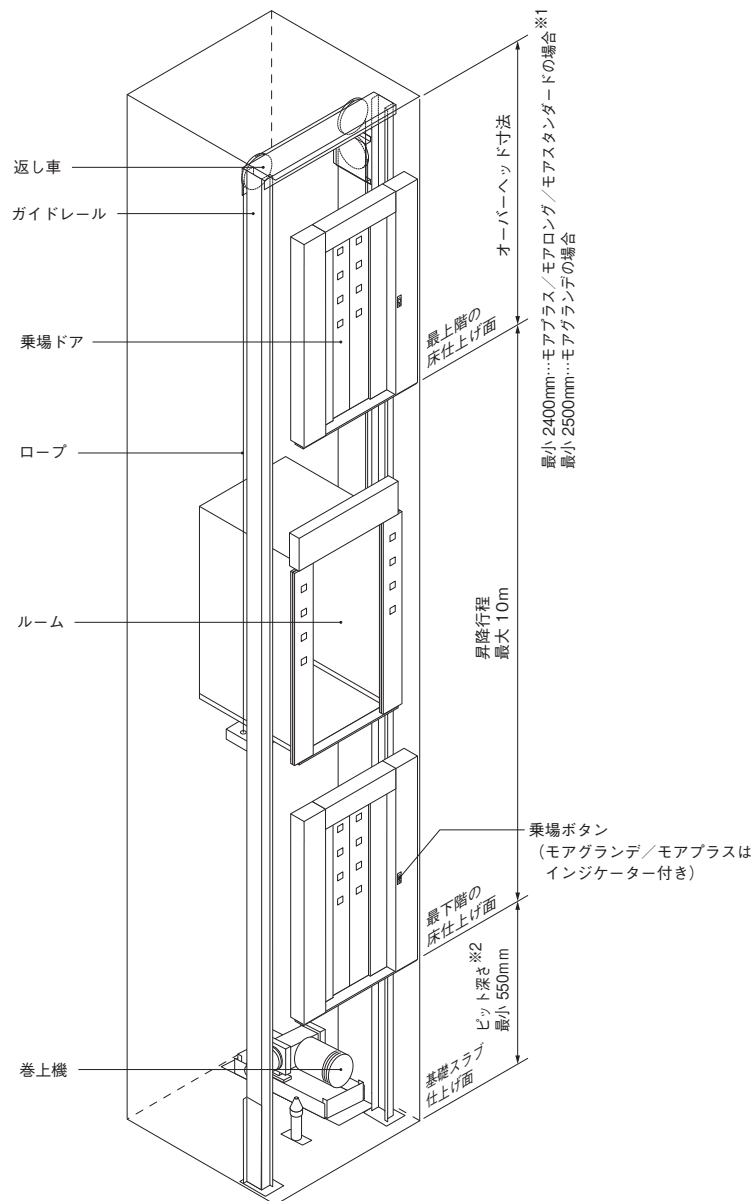 返し車
ガイドレール
乗場ドア
ロープ
ルーム
巻上機
オーバーヘッド寸法
最小 2400mm…モアプラス／モアロング／モアスタンダードの場合※1
最小 2500mm…モアグランデの場合
最上階の
床仕上げ面
昇降行程
最大 10m
乗場ボタン
（モアグランデ／モアプラスは
インジケーター付き）
最下階の
床仕上げ面
ピット深さ※2
最小 550mm
基礎スラブ
仕上げ面